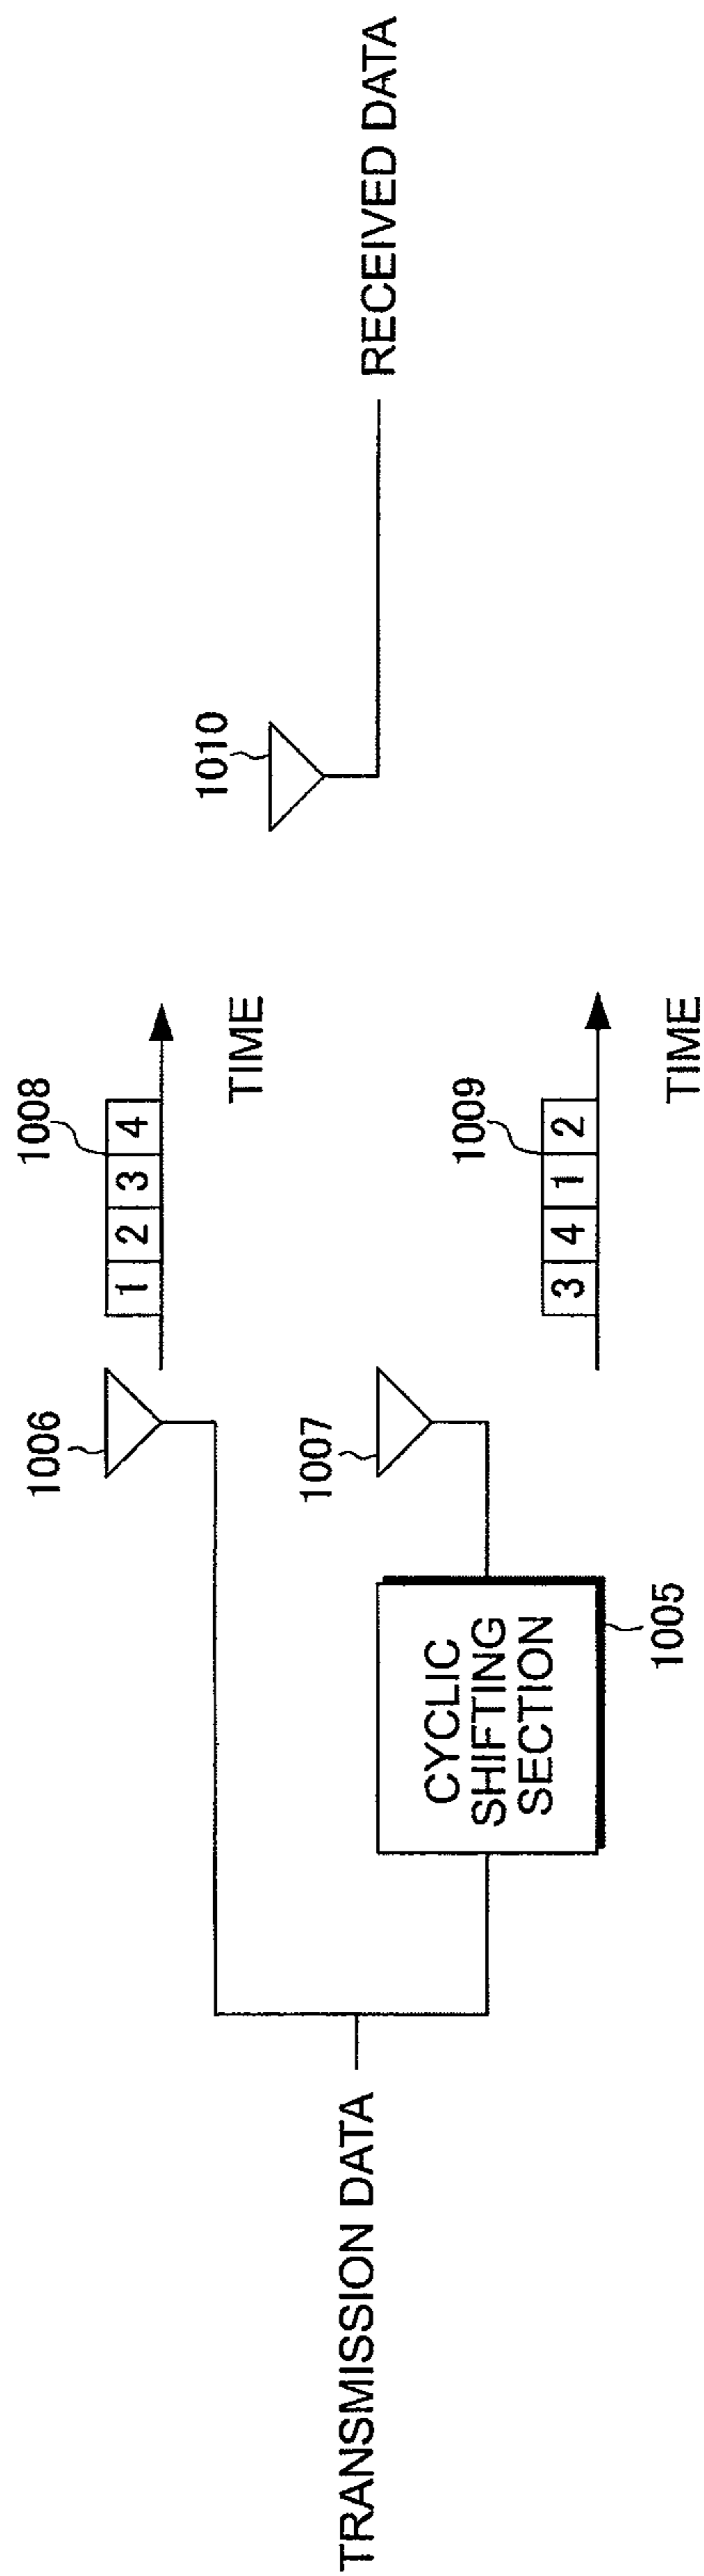 TRANSMISSION DATA
1006
1008
1 2 3 4
TIME
CYCLIC
SHIFTING
SECTION
1005
1007
1009
3 4 1 2
TIME
1010
RECEIVED DATA